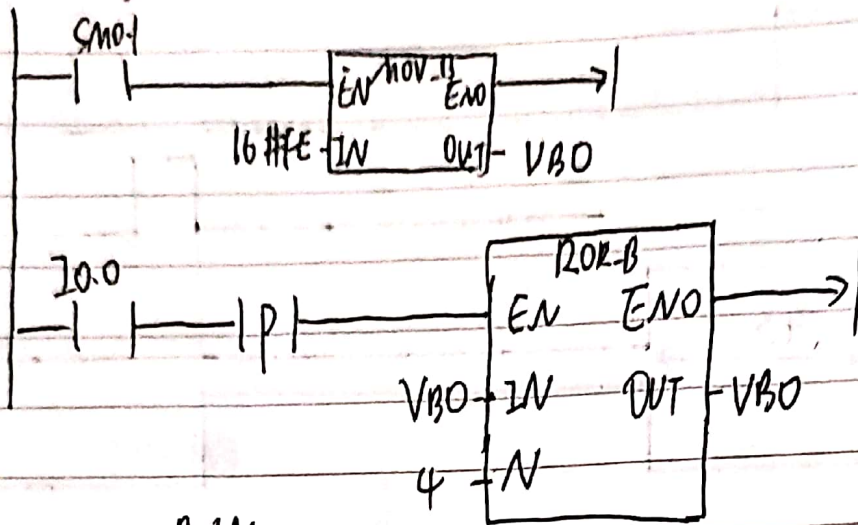 SM0.1
MOV_B
EN ENO
16#FE IN OUT VB0
I0.0
P
ROR-B
EN ENO
VB0 IN OUT VB0
4 N